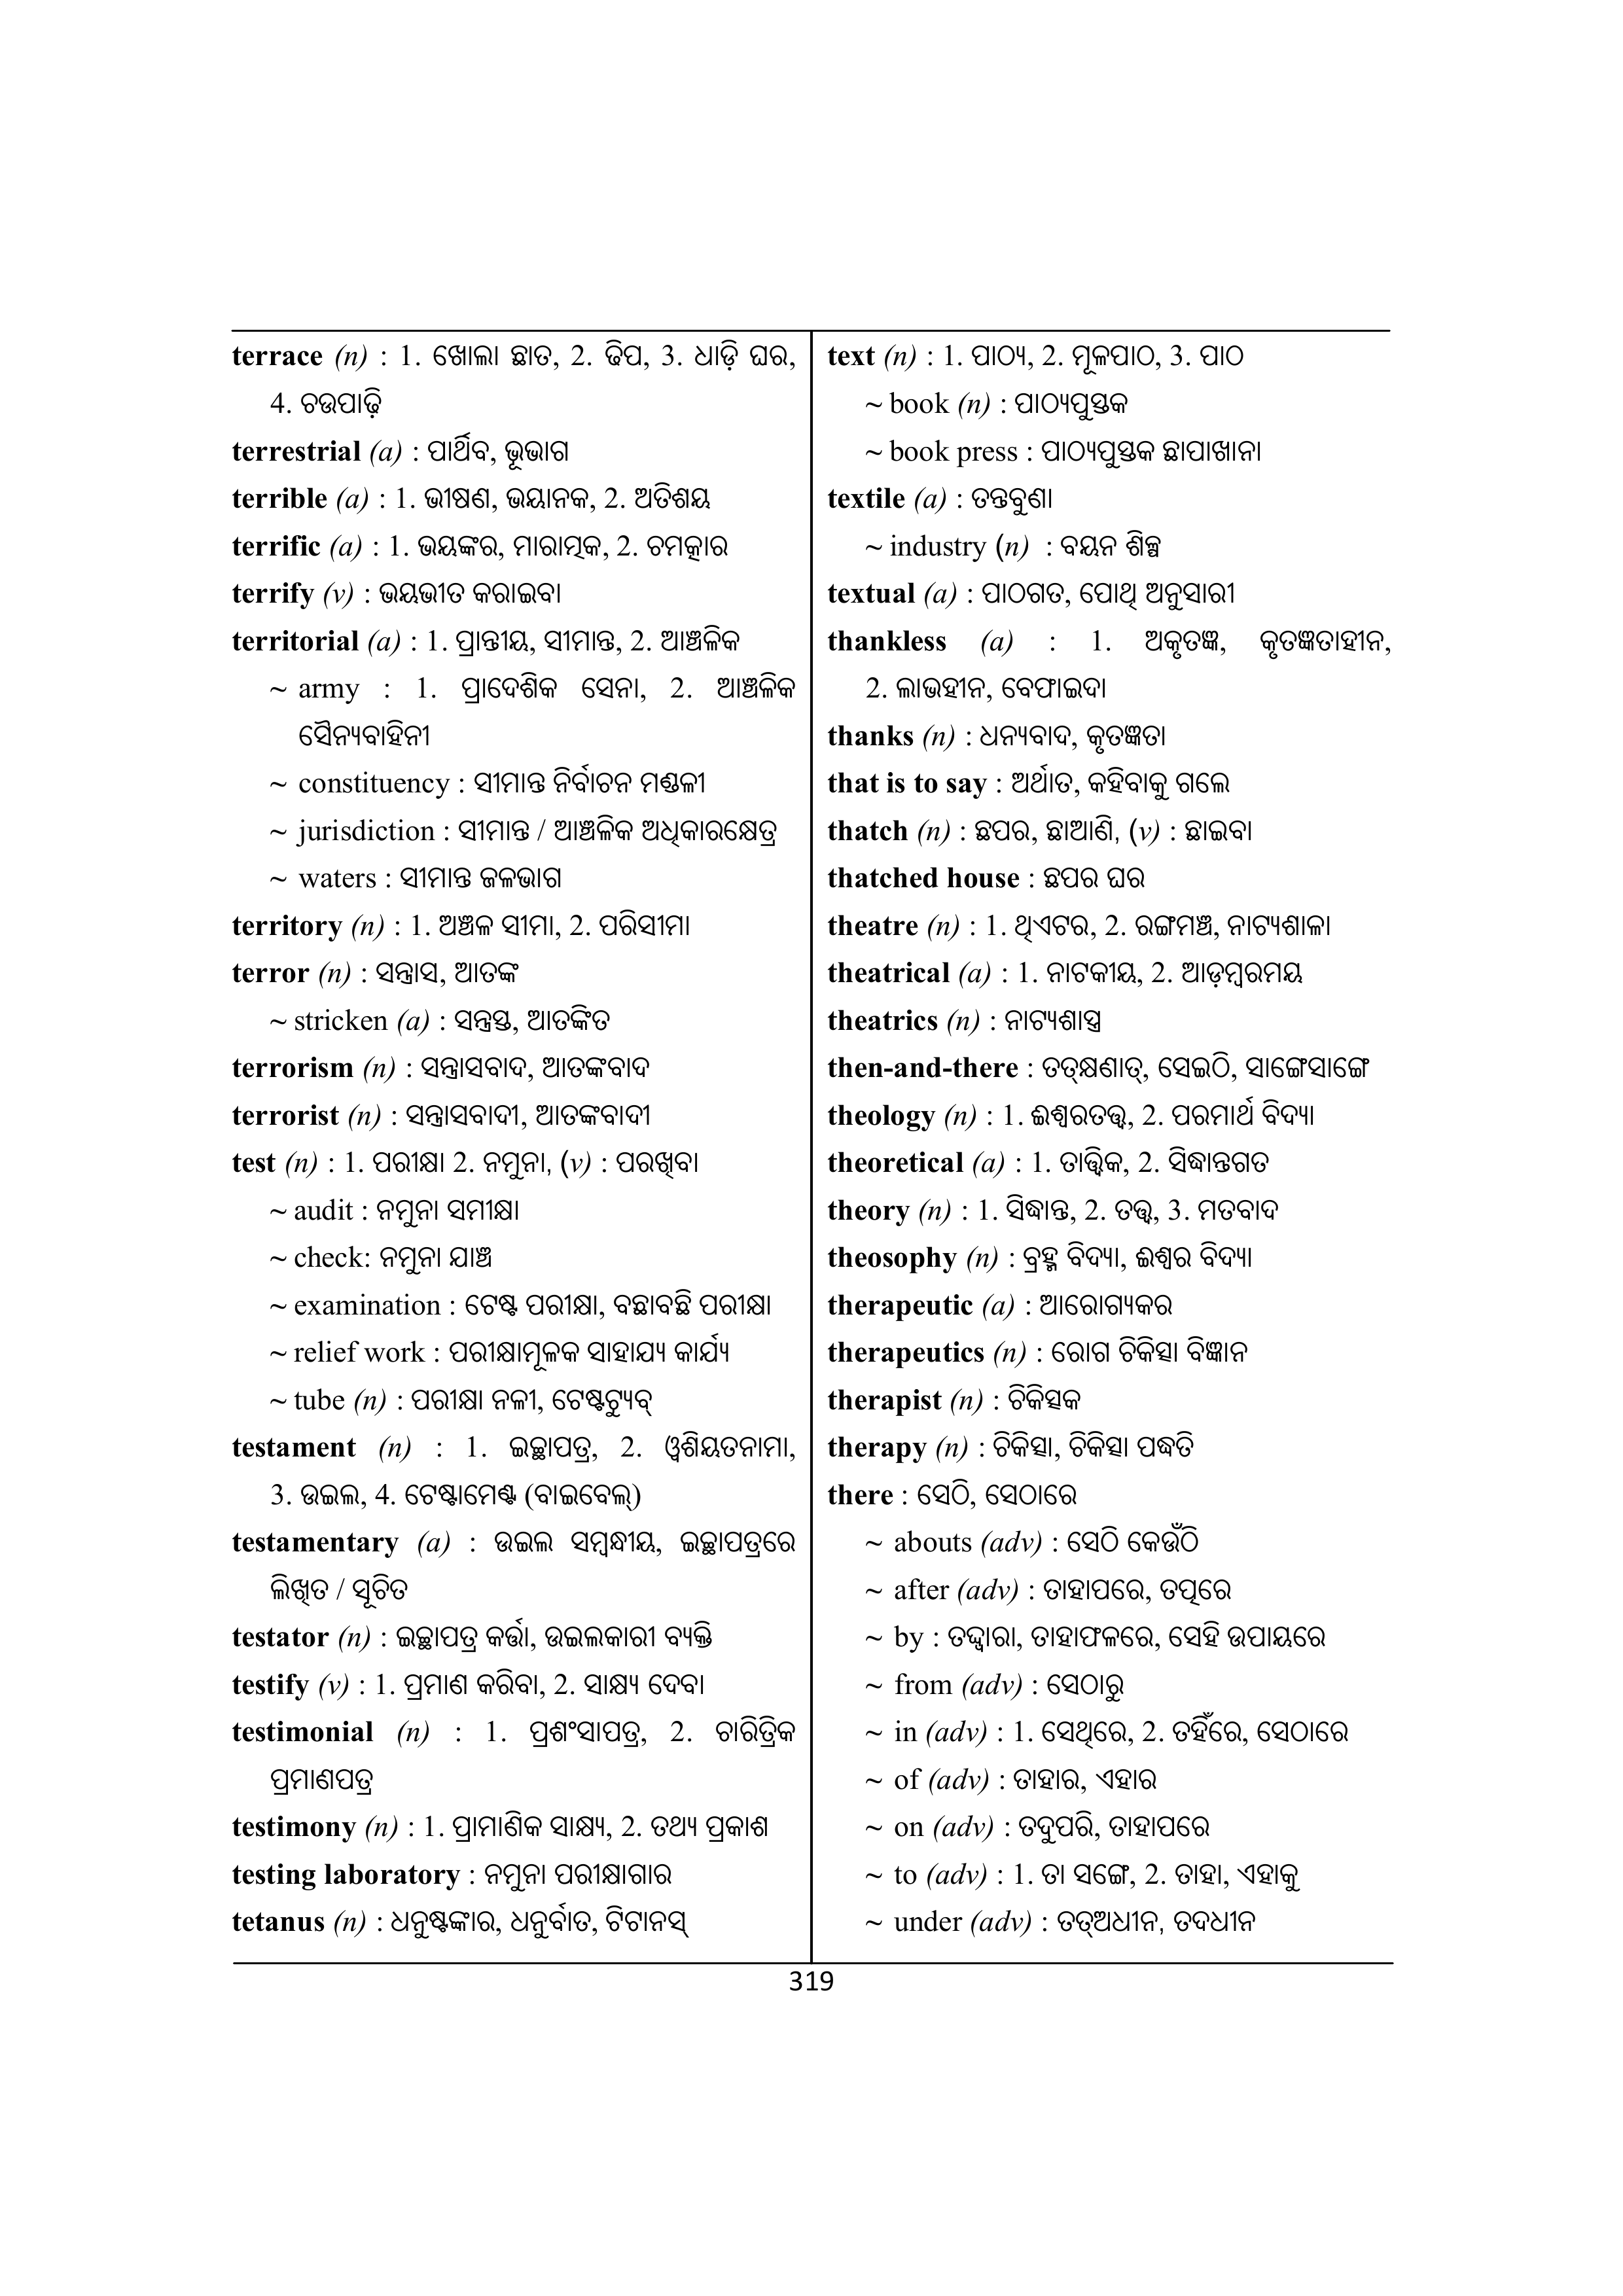 terrace (n) : 1. ଖୋଲା ଛାତ, 2. ଢିପ, 3. ଧାଡ଼ି ଘର,
4. ଚଉପାଢ଼ି
terrestrial (a) : ପାର୍ଥିବ, ଭୂଭାଗ
terrible (a) : 1. ଭୀଷଣ, ଭୟାନକ, 2. ଅତିଶୟ
terrific (a) : 1. ଭୟଙ୍କର, ମାରାତ୍ମକ, 2. ଚମତ୍କାର
terrify (v) : ଭୟଭୀତ କରାଇବା
territorial (a) : 1. ପ୍ରାନ୍ତୀୟ, ସୀମାନ୍ତ, 2. ଆଞ୍ଚଳିକ
~ army : 1. ପ୍ରାଦେଶିକ ସେନା, 2. ଆଞ୍ଚଳିକ
ସୈନ୍ୟବାହିନୀ
~ constituency : ସୀମାନ୍ତ ନିର୍ବାଚନ ମଣ୍ଡଳୀ
~ jurisdiction : ସୀମାନ୍ତ / ଆଞ୍ଚଳିକ ଅଧିକାରକ୍ଷେତ୍ର
~ waters : ସୀମାନ୍ତ ଜଳଭାଗ
territory (n) : 1. ଅଞ୍ଚଳ ସୀମା, 2. ପରିସୀମା
terror (n) : ସନ୍ତ୍ରାସ, ଆତଙ୍କ
~ stricken (a) : ସନ୍ତ୍ରସ୍ତ, ଆତଙ୍କିତ
terrorism (n) : ସନ୍ତ୍ରାସବାଦ, ଆତଙ୍କବାଦ
terrorist (n) : ସନ୍ତ୍ରାସବାଦୀ, ଆତଙ୍କବାଦୀ
test (n) : 1. ପରୀକ୍ଷା 2. ନମୁନା, (v) : ପରଖିବା
~ audit : ନମୁନା ସମୀକ୍ଷା
~ check: ନମୁନା ଯାଞ୍ଚ
~ examination : ଟେଷ୍ଟ ପରୀକ୍ଷା, ବଛାବଛି ପରୀକ୍ଷା
~ relief work : ପରୀକ୍ଷାମୂଳକ ସାହାଯ୍ୟ କାର୍ଯ୍ୟ
~ tube (n) : ପରୀକ୍ଷା ନଳୀ, ଟେଷ୍ଟଟ୍ୟୁବ୍
testament (n) : 1. ଇଚ୍ଛାପତ୍ର, 2. ୱଶିୟତନାମା,
3. ଉଇଲ, 4. ଟେଷ୍ଟାମେଣ୍ଟ (ବାଇବେଲ୍)
testamentary (a) : ଉଇଲ ସମ୍ବନ୍ଧୀୟ, ଇଚ୍ଛାପତ୍ରରେ
ଲିଖିତ / ସୂଚିତ
testator (n) : ଇଚ୍ଛାପତ୍ର କର୍ତ୍ତା, ଉଇଲକାରୀ ବ୍ୟକ୍ତି
testify (v) : 1. ପ୍ରମାଣ କରିବା, 2. ସାକ୍ଷ୍ୟ ଦେବା
testimonial (n) : 1. ପ୍ରଶଂସାପତ୍ର, 2. ଚାରିତ୍ରିକ
ପ୍ରମାଣପତ୍ର
testimony (n) : 1. ପ୍ରାମାଣିକ ସାକ୍ଷ୍ୟ, 2. ତଥ୍ୟ ପ୍ରକାଶ
testing laboratory : ନମୁନା ପରୀକ୍ଷାଗାର
tetanus (n) : ଧନୁଷ୍ଟଙ୍କାର, ଧନୁର୍ବାତ, ଟିଟାନସ୍
text (n) : 1. ପାଠ୍ୟ, 2. ମୂଳପାଠ, 3. ପାଠ
~ book (n) : ପାଠ୍ୟପୁସ୍ତକ
~ book press : ପାଠ୍ୟପୁସ୍ତକ ଛାପାଖାନା
textile (a) : ତନ୍ତବୁଣା
~ industry (n) : ବୟନ ଶିଳ୍ପ
textual (a) : ପାଠଗତ, ପୋଥି ଅନୁସାରୀ
thankless (a) : 1. ଅକୃତଜ୍ଞ, କୃତଜ୍ଞତାହୀନ,
2. ଲାଭହୀନ, ବେଫାଇଦା
thanks (n) : ଧନ୍ୟବାଦ, କୃତଜ୍ଞତା
that is to say : ଅର୍ଥାତ, କହିବାକୁ ଗଲେ
thatch (n) : ଛପର, ଛାଆଣି, (v) : ଛାଇବା
thatched house : ଛପର ଘର
theatre (n) : 1. ଥିଏଟର, 2. ରଙ୍ଗମଞ୍ଚ, ନାଟ୍ୟଶାଳା
theatrical (a) : 1. ନାଟକୀୟ, 2. ଆଡ଼ମ୍ବରମୟ
theatrics (n) : ନାଟ୍ୟଶାସ୍ତ୍ର
then-and-there : ତତ୍‌କ୍ଷଣାତ୍, ସେଇଠି, ସାଙ୍ଗେସାଙ୍ଗେ
theology (n) : 1. ଈଶ୍ୱରତତ୍ତ୍ୱ, 2. ପରମାର୍ଥ ବିଦ୍ୟା
theoretical (a) : 1. ତାତ୍ତ୍ୱିକ, 2. ସିଦ୍ଧାନ୍ତଗତ
theory (n) : 1. ସିଦ୍ଧାନ୍ତ, 2. ତତ୍ତ୍ୱ, 3. ମତବାଦ
theosophy (n) : ବ୍ରହ୍ମ ବିଦ୍ୟା, ଈଶ୍ୱର ବିଦ୍ୟା
therapeutic (a) : ଆରୋଗ୍ୟକର
therapeutics (n) : ରୋଗ ଚିକିତ୍ସା ବିଜ୍ଞାନ
therapist (n) : ଚିକିତ୍ସକ
therapy (n) : ଚିକିତ୍ସା, ଚିକିତ୍ସା ପଦ୍ଧତି
there : ସେଠି, ସେଠାରେ
~ abouts (adv) : ସେଠି କେଉଁଠି
~ after (adv) : ତାହାପରେ, ତତ୍ପରେ
~ by : ତଦ୍ଦ୍ୱାରା, ତାହାଫଳରେ, ସେହି ଉପାୟରେ
~ from (adv) : ସେଠାରୁ
~ in (adv) : 1. ସେଥିରେ, 2. ତହିଁରେ, ସେଠାରେ
~ of (adv) : ତାହାର, ଏହାର
~ on (adv) : ତଦୁପରି, ତାହାପରେ
~ to (adv) : 1. ତା ସଙ୍ଗେ, 2. ତାହା, ଏହାକୁ
~ under (adv) : ତତ୍‌ଅଧୀନ, ତଦଧୀନ
319